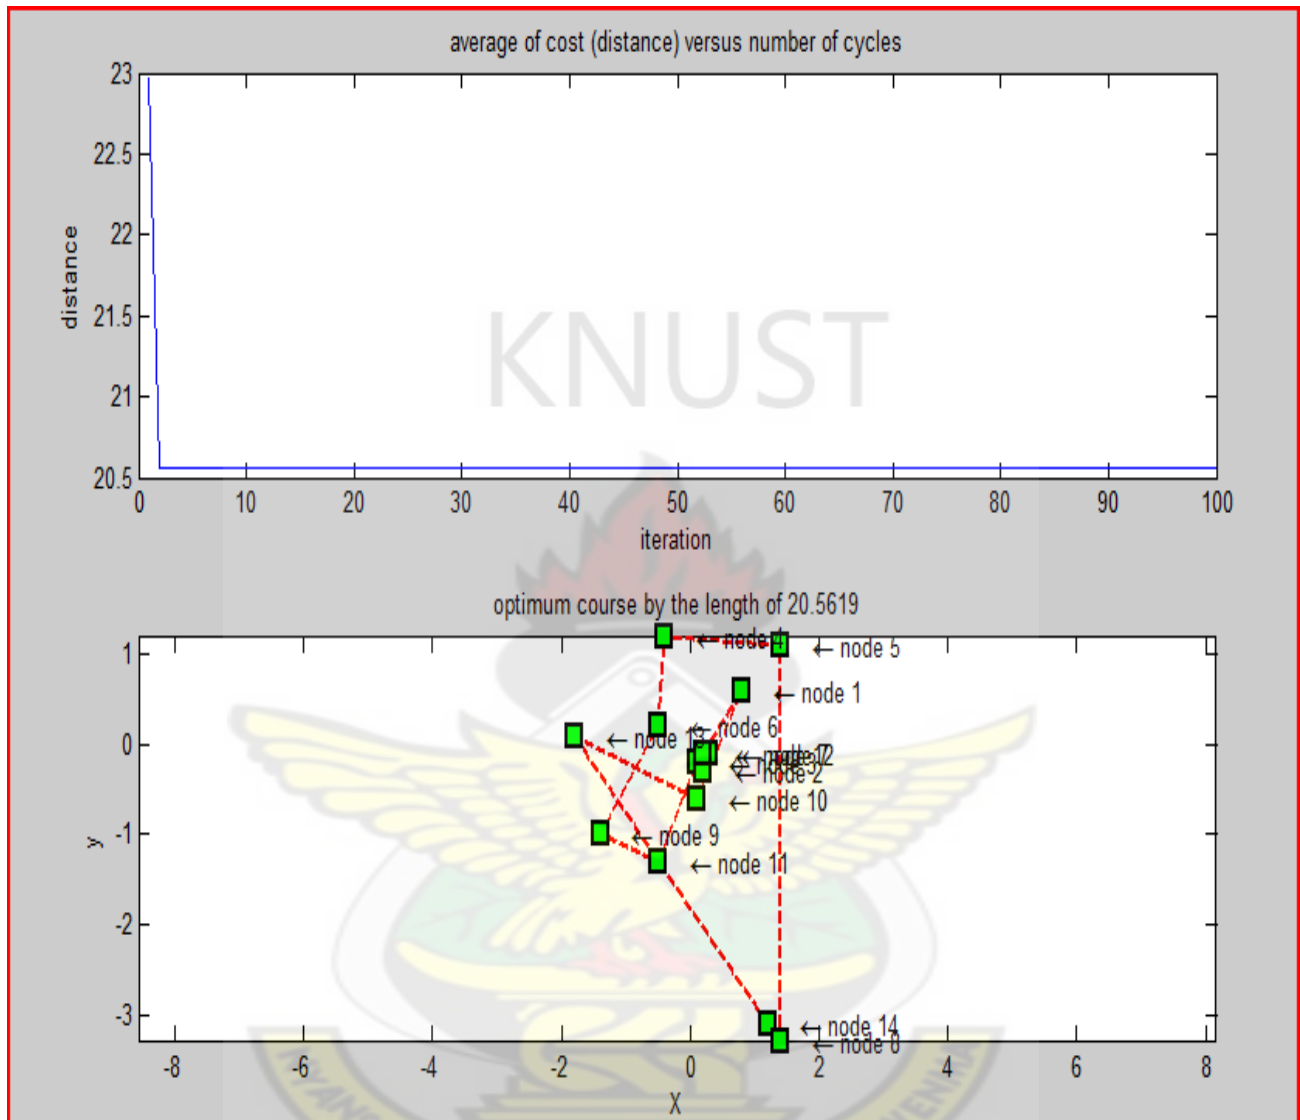 average of cost (distance) versus number of cycles
23
22.5
22
21.5
21
20.5
distance
KNUST
0 10 20 30 40 50 60 70 80 90 100
iteration
optimum course by the length of 20.5619
1
0
-1
-2
-3
y
← node
← node 5
← node 1
← node 6
← node 13
← node 2
← node 10
← node 9
← node 11
← node 14
← node 8
-8 -6 -4 -2 0 2 4 6 8
X